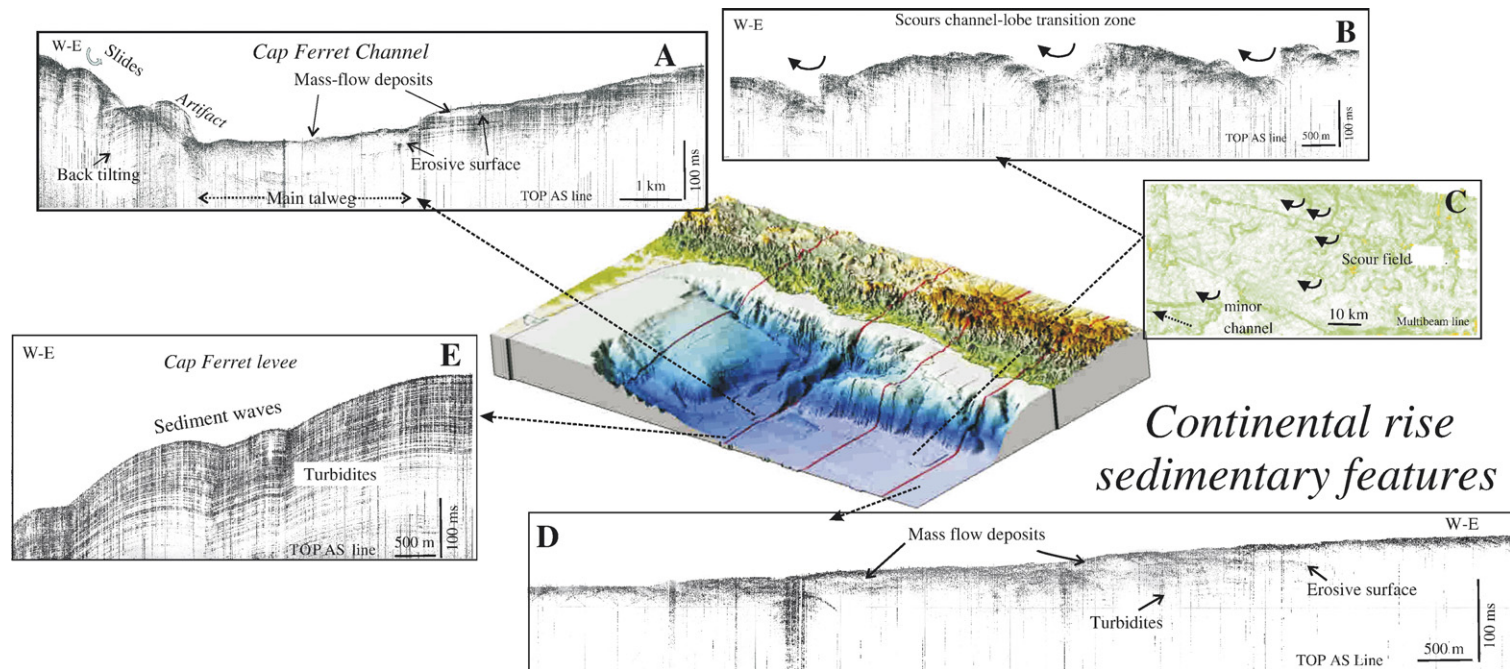 W-E
Slides
Cap Ferret Channel
A
Mass-flow deposits
Artifact
Back tilting
Erosive surface
Main talweg
TOP AS line
1 km
100 ms
W-E
Scours channel-lobe transition zone
B
TOP AS line
500 m
100 ms
C
Scour field
minor
channel
10 km
Multibeam line
W-E
Cap Ferret levee
E
Sediment waves
Turbidites
TOP AS line
500 m
100 ms
Continental rise
sedimentary features
D
Mass flow deposits
W-E
Erosive surface
Turbidites
TOP AS Line
500 m
100 ms